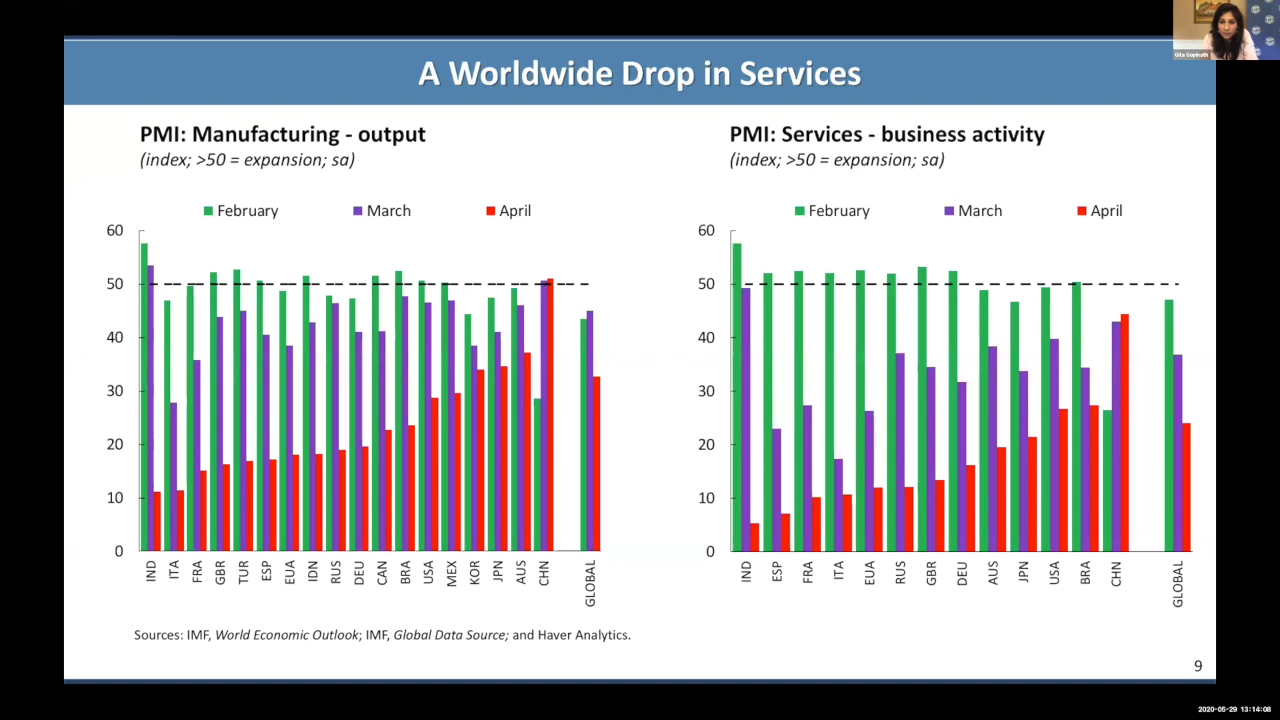 Gita Gopinath
A Worldwide Drop in Services
PMI: Manufacturing - output
(index; >50 = expansion; sa)
February March April
60
50
40
30
20
10
0
IND ITA FRA GBR TUR ESP EUA IDN RUS DEU CAN BRA USA MEX KOR JPN AUS CHN GLOBAL
PMI: Services - business activity
(index; >50 = expansion; sa)
February March April
60
50
40
30
20
10
0
IND ESP FRA ITA EUA RUS GBR DEU AUS JPN USA BRA CHN GLOBAL
Sources: IMF, World Economic Outlook; IMF, Global Data Source; and Haver Analytics.
9
2020-05-29 13:14:08